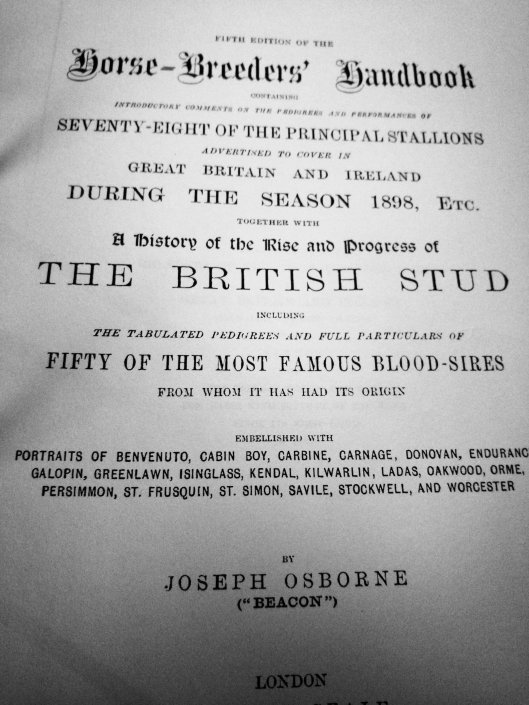 FIFTH EDITION OF THE
Horse-Breeders' Handbook
CONTAINING
INTRODUCTORY COMMENTS ON THE PEDIGREES AND PERFORMANCES OF
SEVENTY-EIGHT OF THE PRINCIPAL STALLIONS
ADVERTISED TO COVER IN
GREAT BRITAIN AND IRELAND
DURING THE SEASON 1898, ETC.
TOGETHER WITH
A History of the Rise and Progress of
THE BRITISH STUD
INCLUDING
THE TABULATED PEDIGREES AND FULL PARTICULARS OF
FIFTY OF THE MOST FAMOUS BLOOD-SIRES
FROM WHOM IT HAS HAD ITS ORIGIN
EMBELLISHED WITH
PORTRAITS OF BENVENUTO, CABIN BOY, CARBINE, CARNAGE, DONOVAN, ENDURANC
GALOPIN, GREENLAWN, ISINGLASS, KENDAL, KILWARLIN, LADAS, OAKWOOD, ORME,
PERSIMMON, ST. FRUSQUIN, ST. SIMON, SAVILE, STOCKWELL, AND WORCESTER
BY
JOSEPH OSBORNE
("BEACON")
LONDON